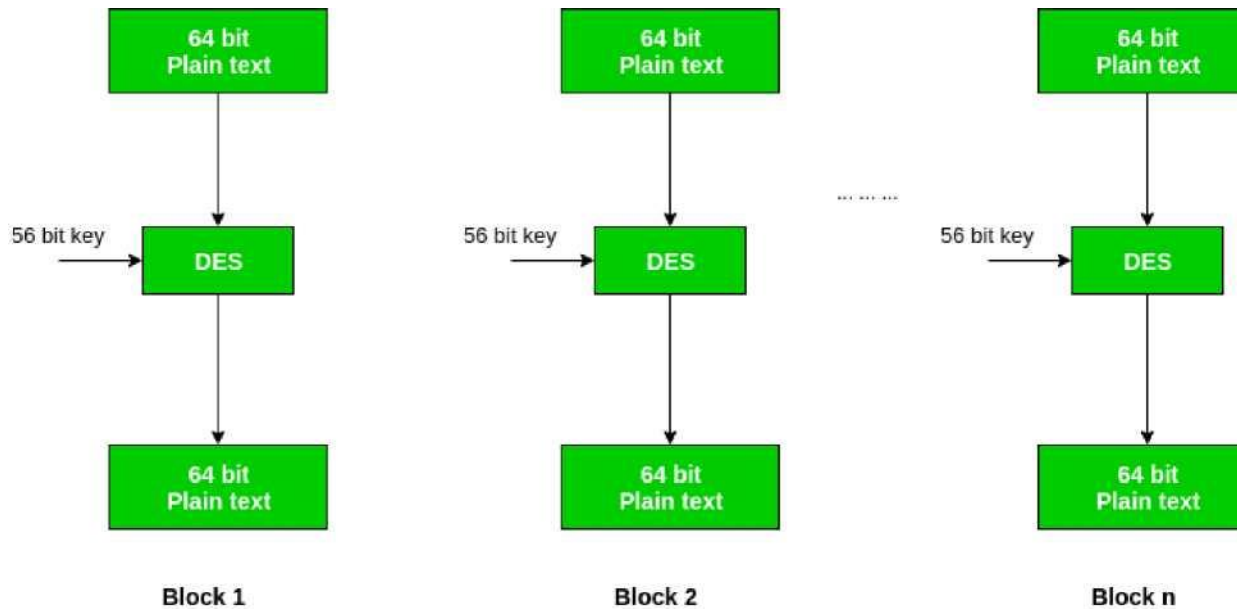 64 bit
Plain text
64 bit
Plain text
64 bit
Plain text
... ... ...
56 bit key
DES
56 bit key
DES
56 bit key
DES
64 bit
Plain text
64 bit
Plain text
64 bit
Plain text
Block 1
Block 2
Block n